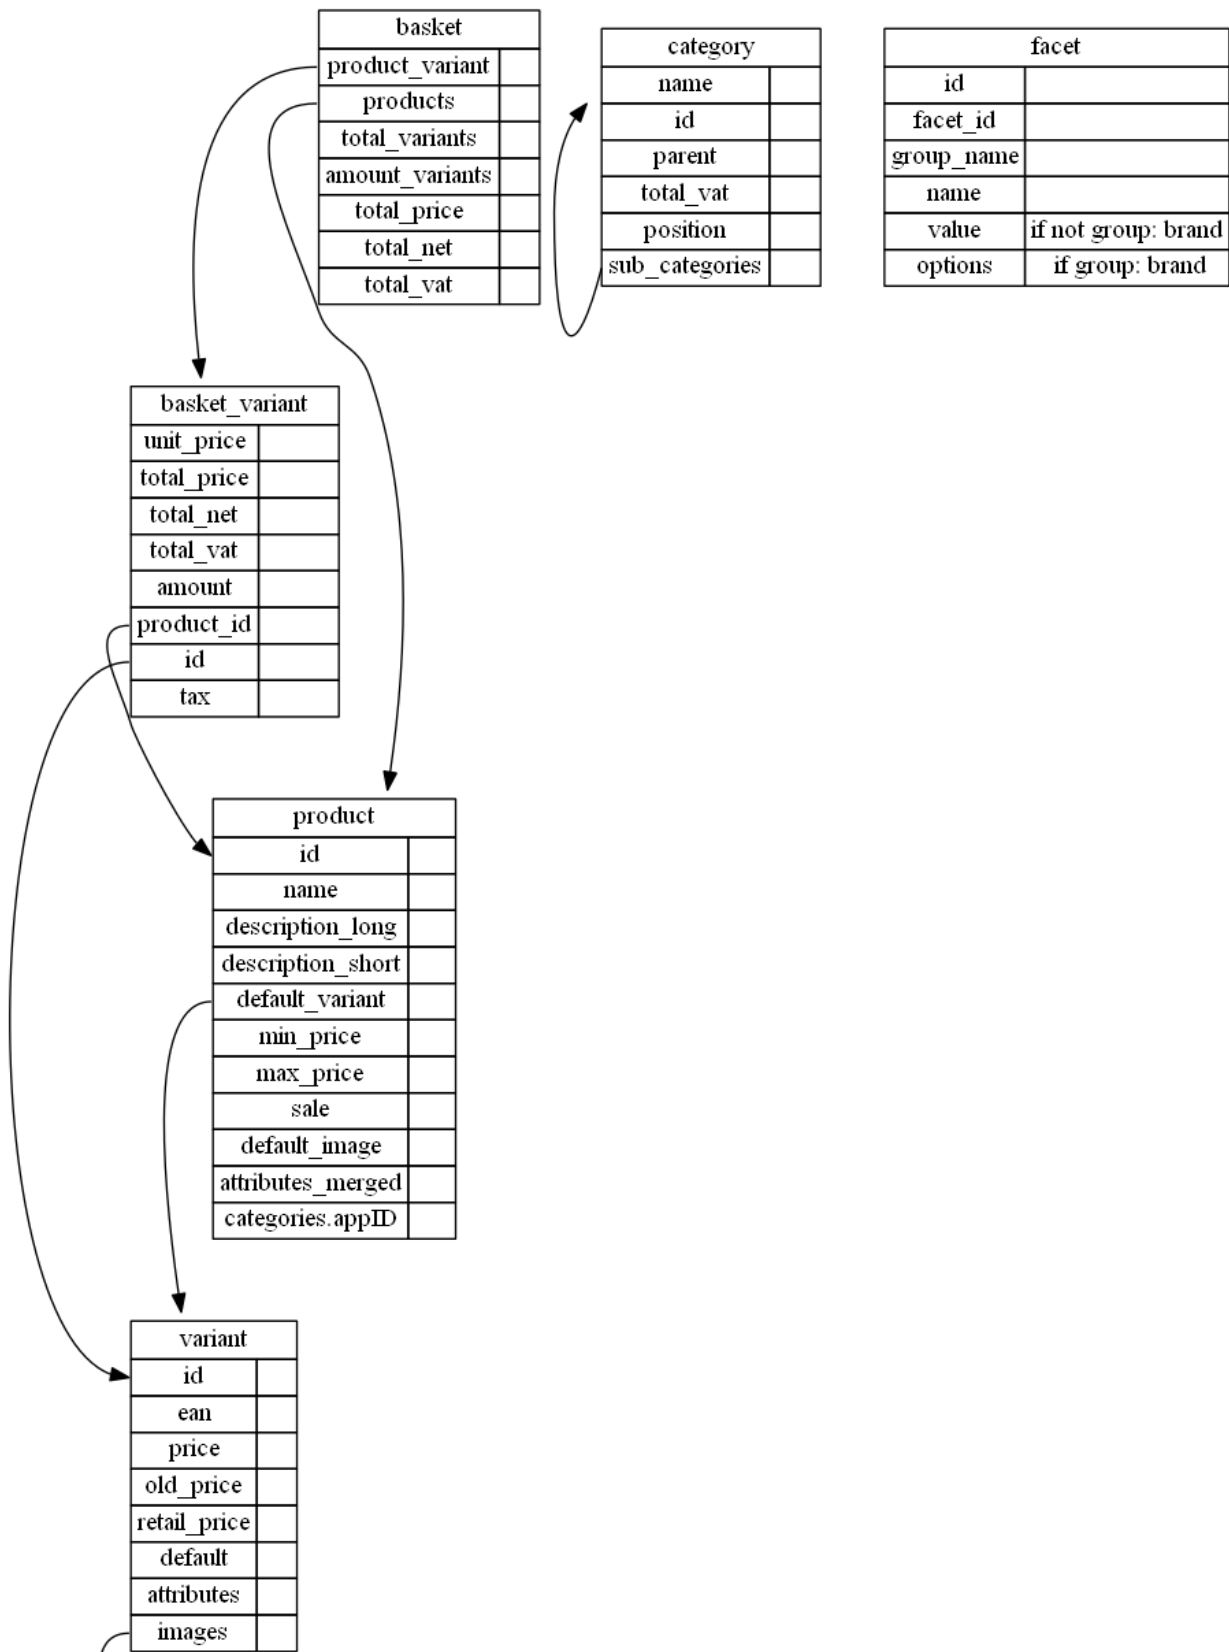 basket
product_variant
products
total_variants
amount_variants
total_price
total_net
total_vat
category
name
id
parent
total_vat
position
sub_categories
facet
id
facet_id
group_name
name
value if not group: brand
options if group: brand
basket_variant
unit_price
total_price
total_net
total_vat
amount
product_id
id
tax
product
id
name
description_long
description_short
default_variant
min_price
max_price
sale
default_image
attributes_merged
categories.appID
variant
id
ean
price
old_price
retail_price
default
attributes
images